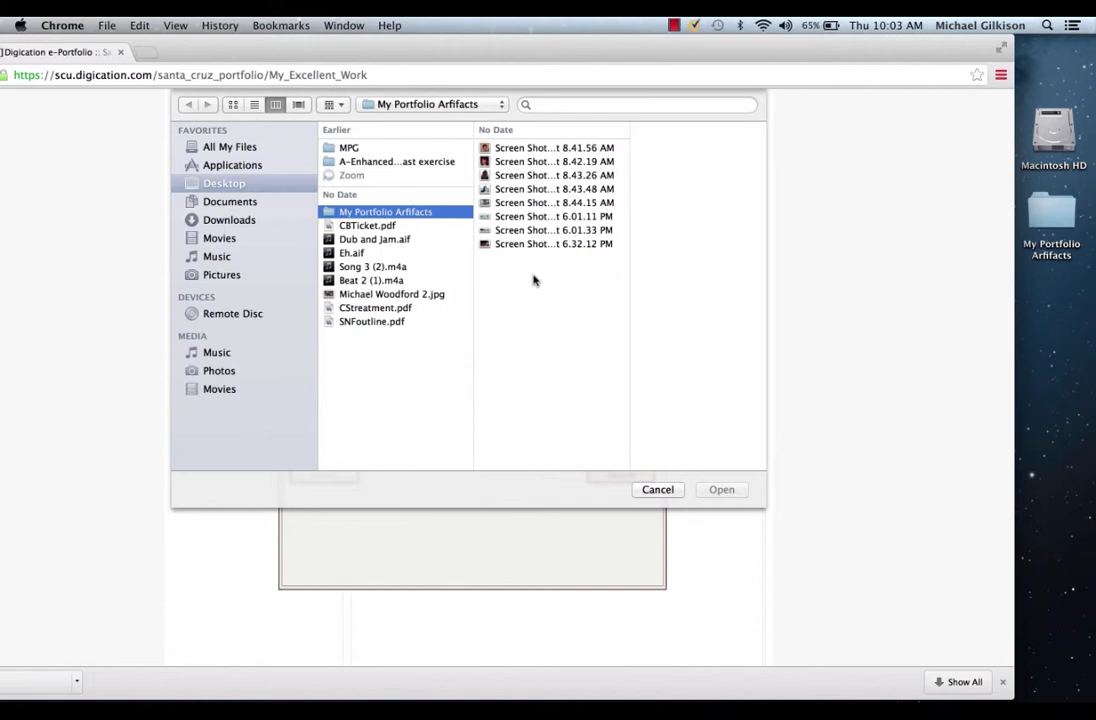 Chrome File Edit View History Bookmarks Window Help 65% Thu 10:03 AM Michael Gilkison
] Digication e-Portfolio :: Sa
https://scu.digication.com/santa_cruz_portfolio/My_Excellent_Work
My Portfolio Arfifacts
FAVORITES
All My Files
Applications
Desktop
Documents
Downloads
Movies
Music
Pictures
DEVICES
Remote Disc
MEDIA
Music
Photos
Movies
Earlier
MPG
A-Enhanced...ast exercise
Zoom
No Date
My Portfolio Arfifacts
CBTicket.pdf
Dub and Jam.aif
Eh.aif
Song 3 (2).m4a
Beat 2 (1).m4a
Michael Woodford 2.jpg
CStreatment.pdf
SNFoutline.pdf
No Date
Screen Shot...t 8.41.56 AM
Screen Shot...t 8.42.19 AM
Screen Shot...t 8.43.26 AM
Screen Shot...t 8.43.48 AM
Screen Shot...t 8.44.15 AM
Screen Shot...t 6.01.11 PM
Screen Shot...t 6.01.33 PM
Screen Shot...t 6.32.12 PM
Cancel Open
Macintosh HD
My Portfolio
Arfifacts
Show All